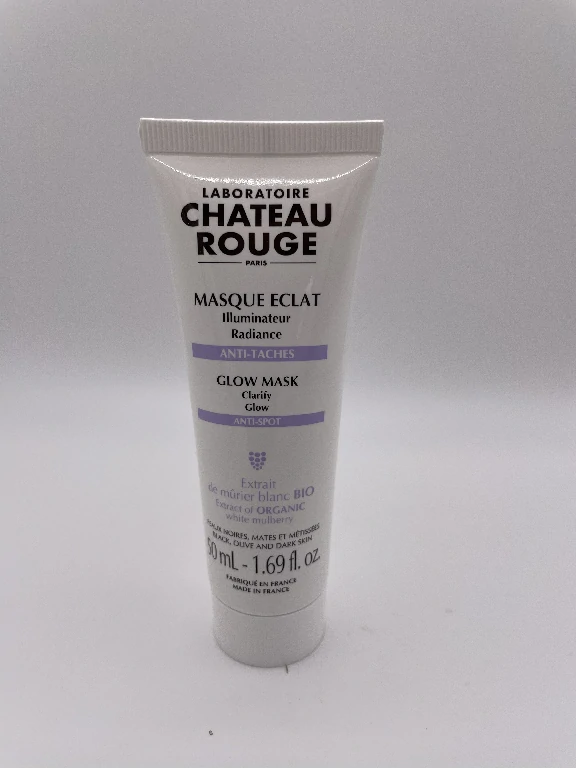 LABORATOIRE
CHATEAU
ROUGE
PARIS
MASQUE ECLAT
Illuminateur
Radiance
ANTI-TACHES
GLOW MASK
Clarify
Glow
ANTI-SPOT
Extrait
de mûrier blanc BIO
Extract of ORGANIC
white mulberry
PEAUX NOIRES, MATES ET MÉTISSÉES
BLACK, OLIVE AND DARK SKIN
50 mL - 1.69 fl. oz.
FABRIQUÉ EN FRANCE
MADE IN FRANCE